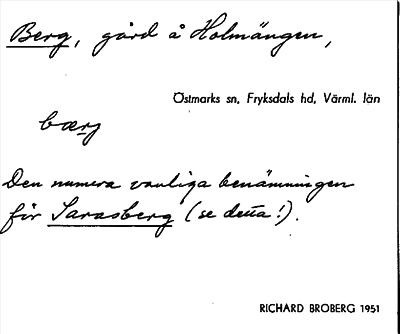 Berg, gård å Holmängen,
Östmarks sn, Fryksdals hd, Värml. län
bærj
Den numera vanliga benämningen
för Sarasberg (se detta!).
RICHARD BROBERG 1951